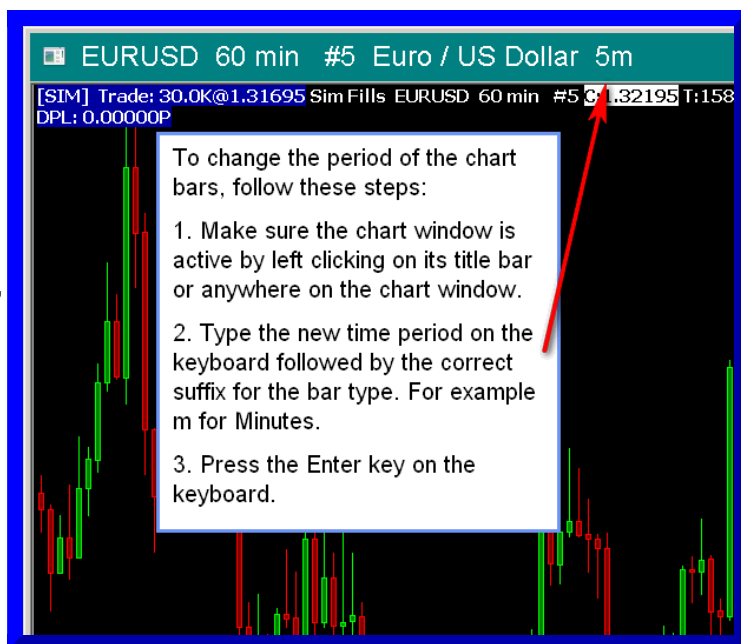 EURUSD 60 min #5 Euro / US Dollar 5m
[SIM] Trade: 30.0K@1.31695 Sim Fills EURUSD 60 min #5 C:1.32195 T:158
DPL: 0.00000P
To change the period of the chart
bars, follow these steps:
1. Make sure the chart window is
active by left clicking on its title bar
or anywhere on the chart window.
2. Type the new time period on the
keyboard followed by the correct
suffix for the bar type. For example
m for Minutes.
3. Press the Enter key on the
keyboard.